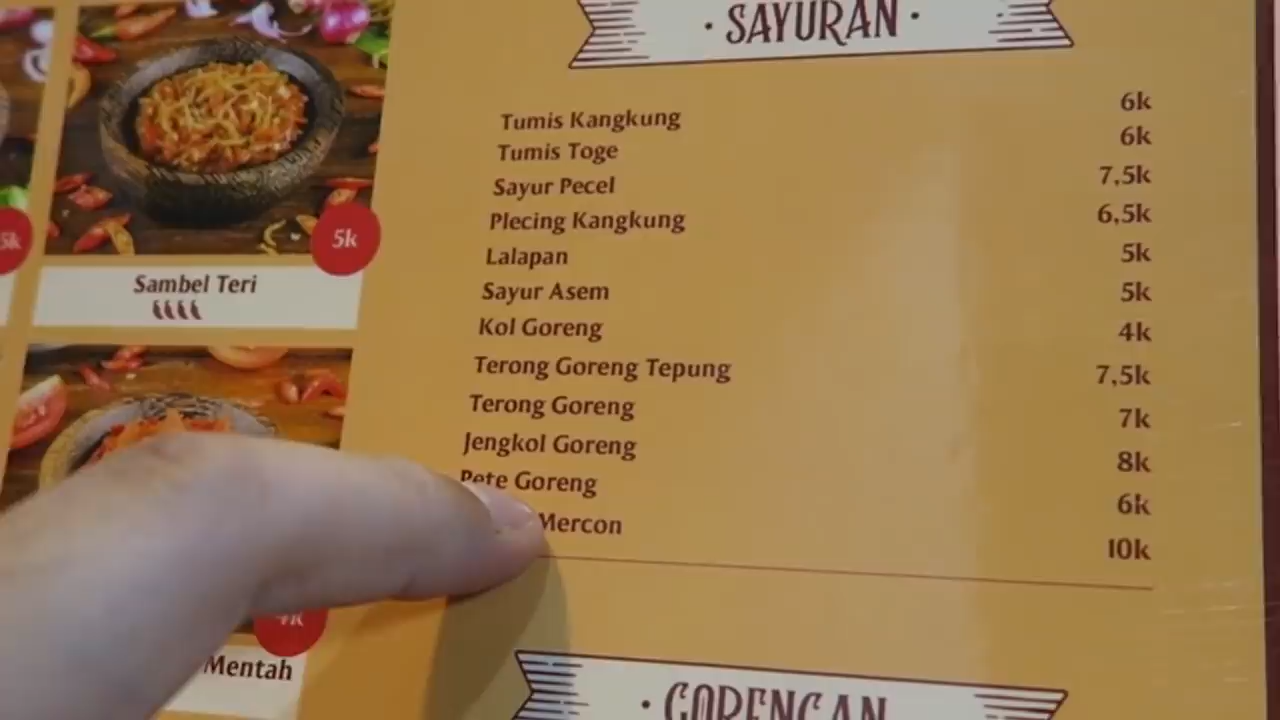 5k
5k
Sambel Teri
Mentah
· SAYURAN ·
Tumis Kangkung 6k
Tumis Toge 6k
Sayur Pecel 7,5k
Plecing Kangkung 6,5k
Lalapan 5k
Sayur Asem 5k
Kol Goreng 4k
Terong Goreng Tepung 7,5k
Terong Goreng 7k
Jengkol Goreng 8k
Pete Goreng 6k
Mercon 10k
· GORENGAN